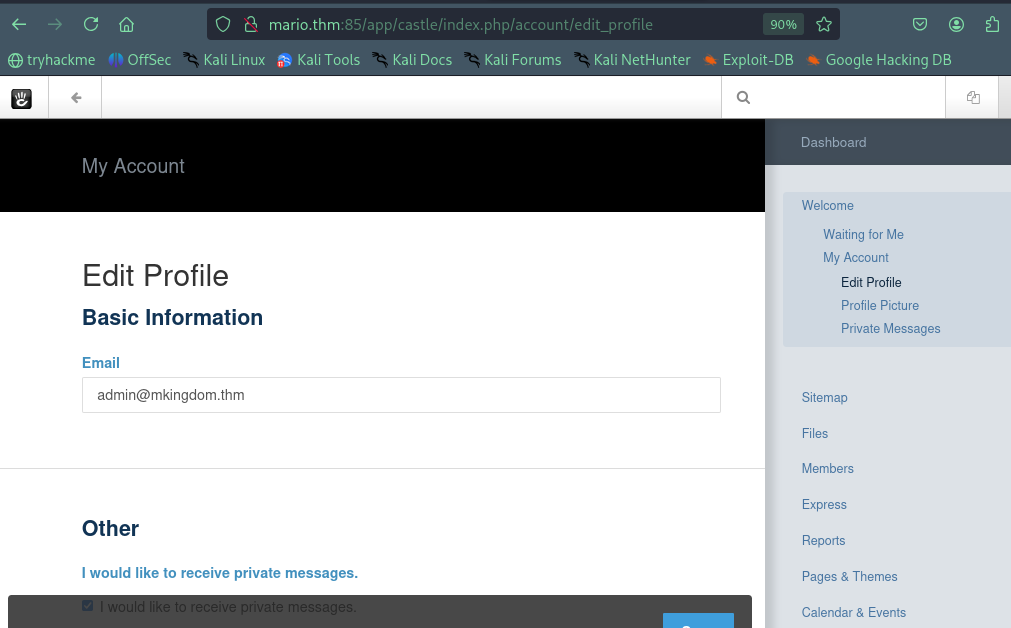 mario.thm:85/app/castle/index.php/account/edit_profile 90%
tryhackme OffSec Kali Linux Kali Tools Kali Docs Kali Forums Kali NetHunter Exploit-DB Google Hacking DB
My Account
Edit Profile
Basic Information
Email
admin@mkingdom.thm
Other
I would like to receive private messages.
I would like to receive private messages.
Dashboard
Welcome
Waiting for Me
My Account
Edit Profile
Profile Picture
Private Messages
Sitemap
Files
Members
Express
Reports
Pages & Themes
Calendar & Events